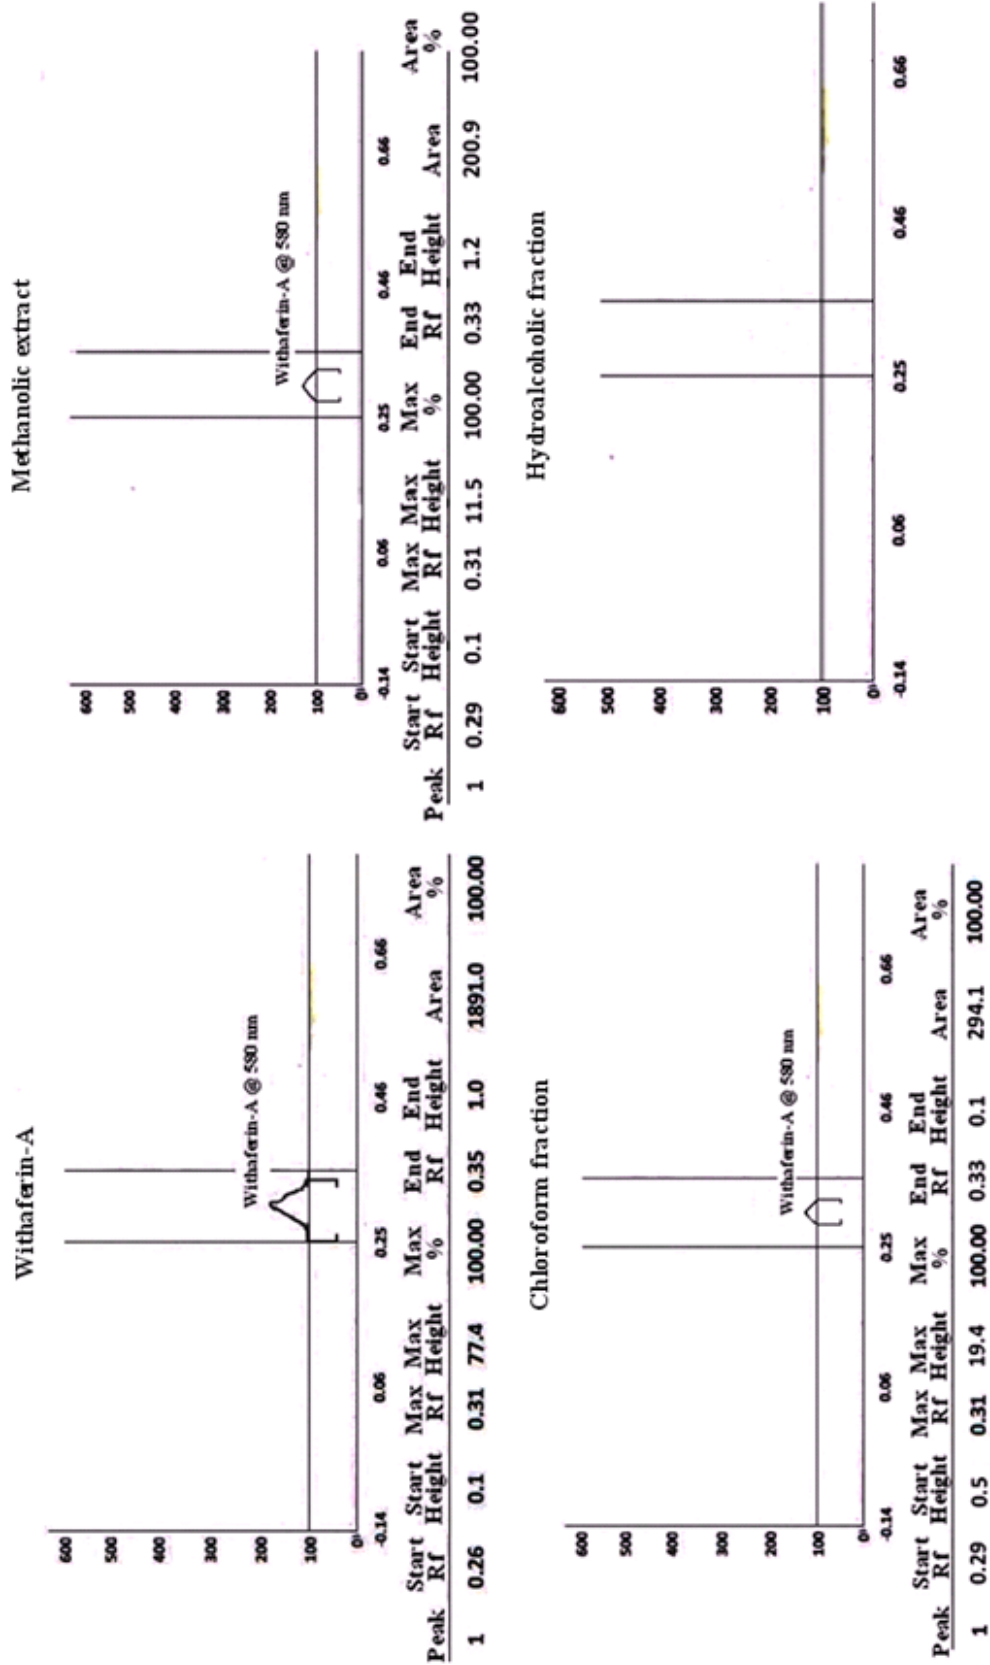 Withaferin-A
600
500
400
300
200
100
0
Withaferin-A @ 580 nm
-0.14 0.06 0.25 0.46 0.66
Peak Start Rf Start Height Max Rf Max Height Max % End Rf End Height Area Area %
1 0.26 0.1 0.31 77.4 100.00 0.35 1.0 1891.0 100.00
Methanolic extract
600
500
400
300
200
100
0
Withaferin-A @ 580 nm
-0.14 0.06 0.25 0.46 0.66
Peak Start Rf Start Height Max Rf Max Height Max % End Rf End Height Area Area %
1 0.29 0.1 0.31 11.5 100.00 0.33 1.2 200.9 100.00
Chloroform fraction
600
500
400
300
200
100
0
Withaferin-A @ 580 nm
-0.14 0.06 0.25 0.46 0.66
Peak Start Rf Start Height Max Rf Max Height Max % End Rf End Height Area Area %
1 0.29 0.5 0.31 19.4 100.00 0.33 0.1 294.1 100.00
Hydroalcoholic fraction
600
500
400
300
200
100
0
-0.14 0.06 0.25 0.46 0.66